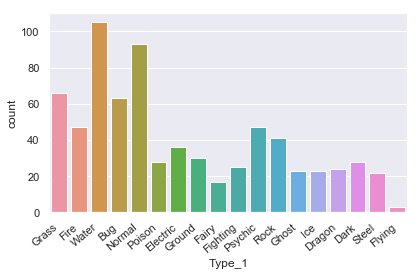 100
80
60
40
20
0
count
Grass
Fire
Water
Bug
Normal
Poison
Electric
Ground
Fairy
Fighting
Psychic
Rock
Ghost
Ice
Dragon
Dark
Steel
Flying
Type_1